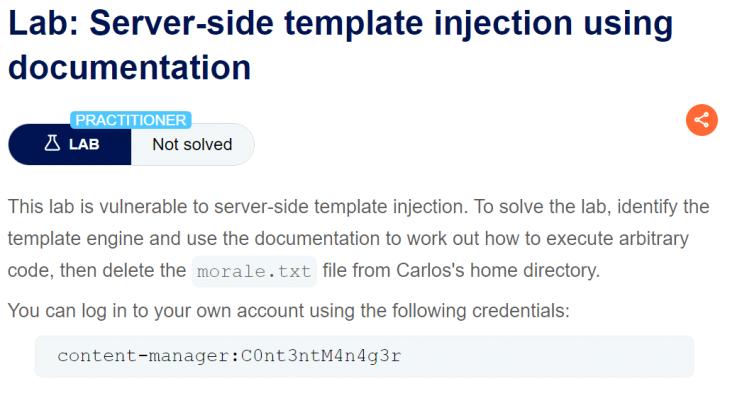 Lab: Server-side template injection using
documentation
PRACTITIONER
LAB
Not solved
This lab is vulnerable to server-side template injection. To solve the lab, identify the
template engine and use the documentation to work out how to execute arbitrary
code, then delete the morale.txt file from Carlos's home directory.
You can log in to your own account using the following credentials:
content-manager:C0nt3ntM4n4g3r